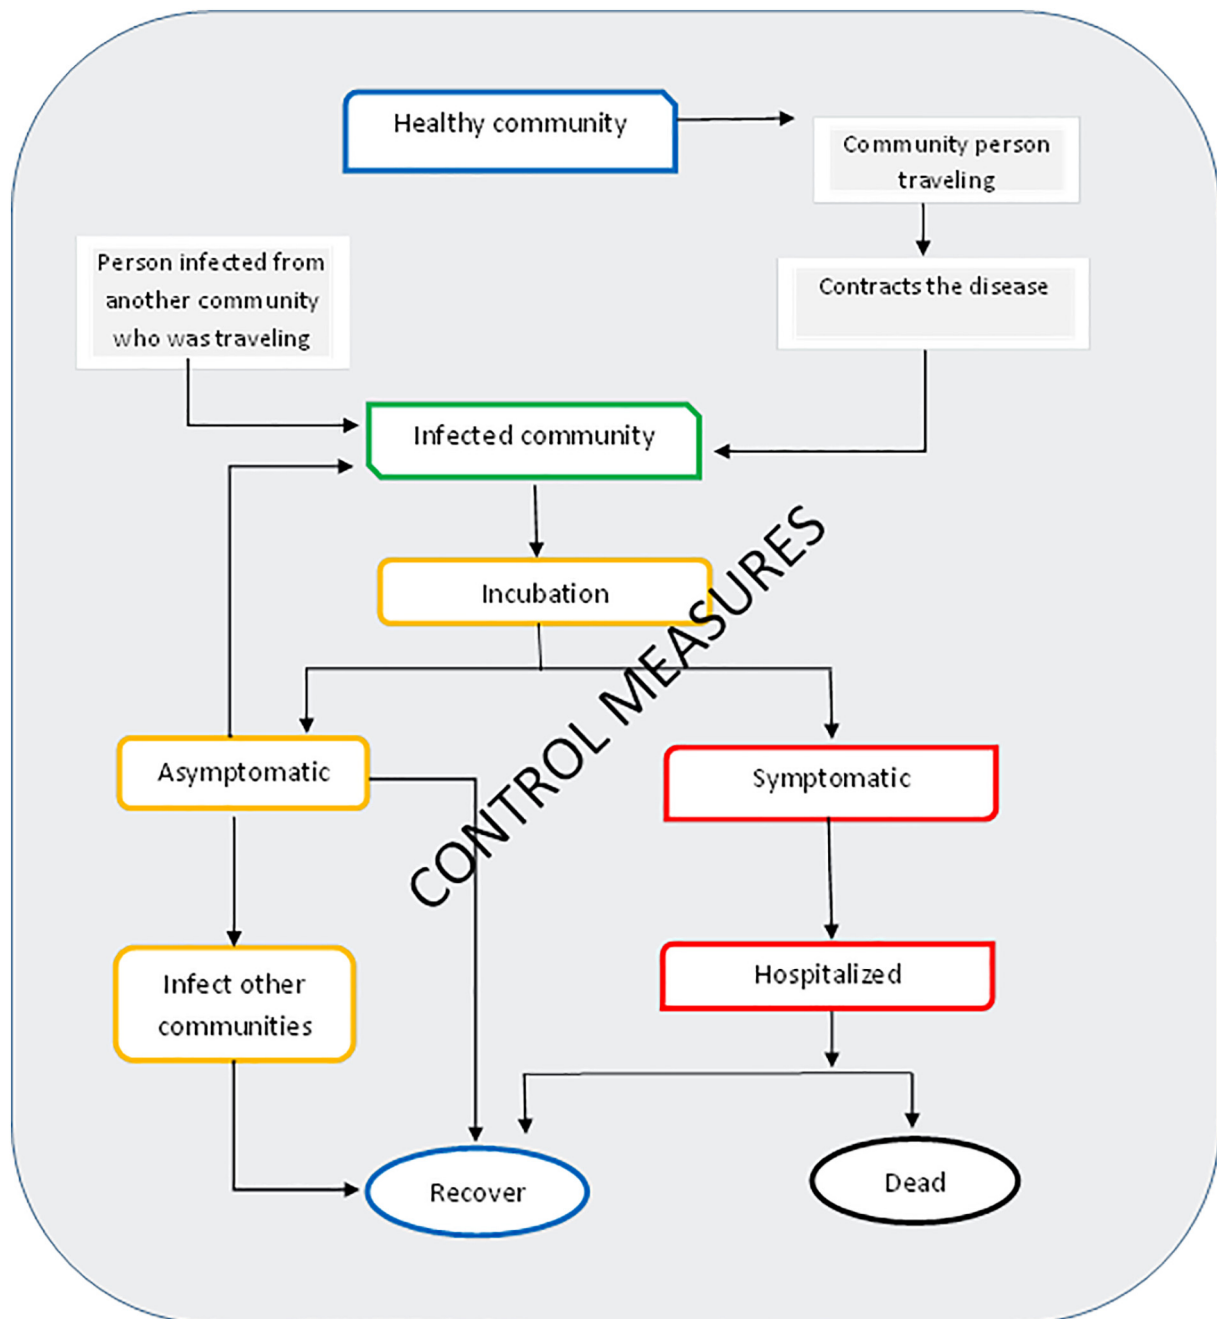 Healthy community
Community person
traveling
Person infected from
another community
who was traveling
Contracts the disease
Infected community
Incubation
CONTROL MEASURES
Asymptomatic
Symptomatic
Infect other
communities
Hospitalized
Recover
Dead